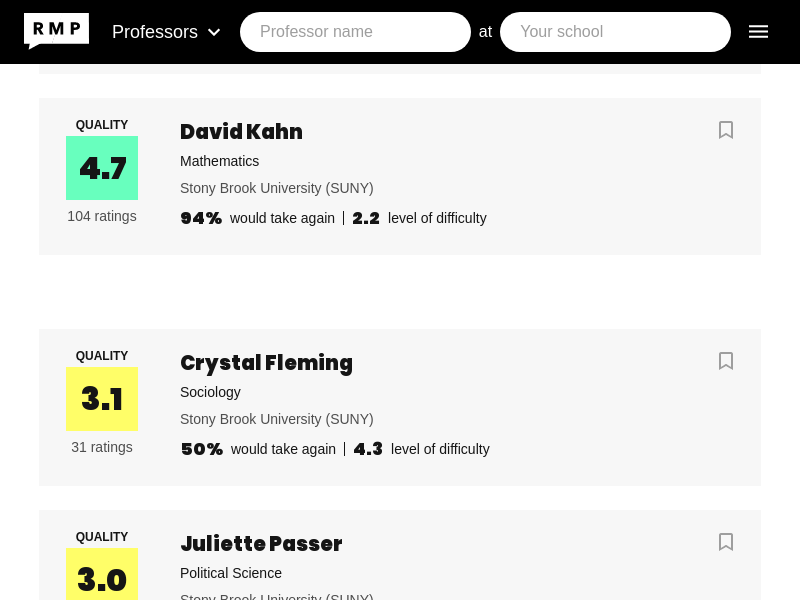 RMP
Professors
Professor name
at
Your school
QUALITY
4.7
104 ratings
David Kahn
Mathematics
Stony Brook University (SUNY)
94% would take again | 2.2 level of difficulty
QUALITY
3.1
31 ratings
Crystal Fleming
Sociology
Stony Brook University (SUNY)
50% would take again | 4.3 level of difficulty
QUALITY
3.0
Juliette Passer
Political Science
Stony Brook University (SUNY)